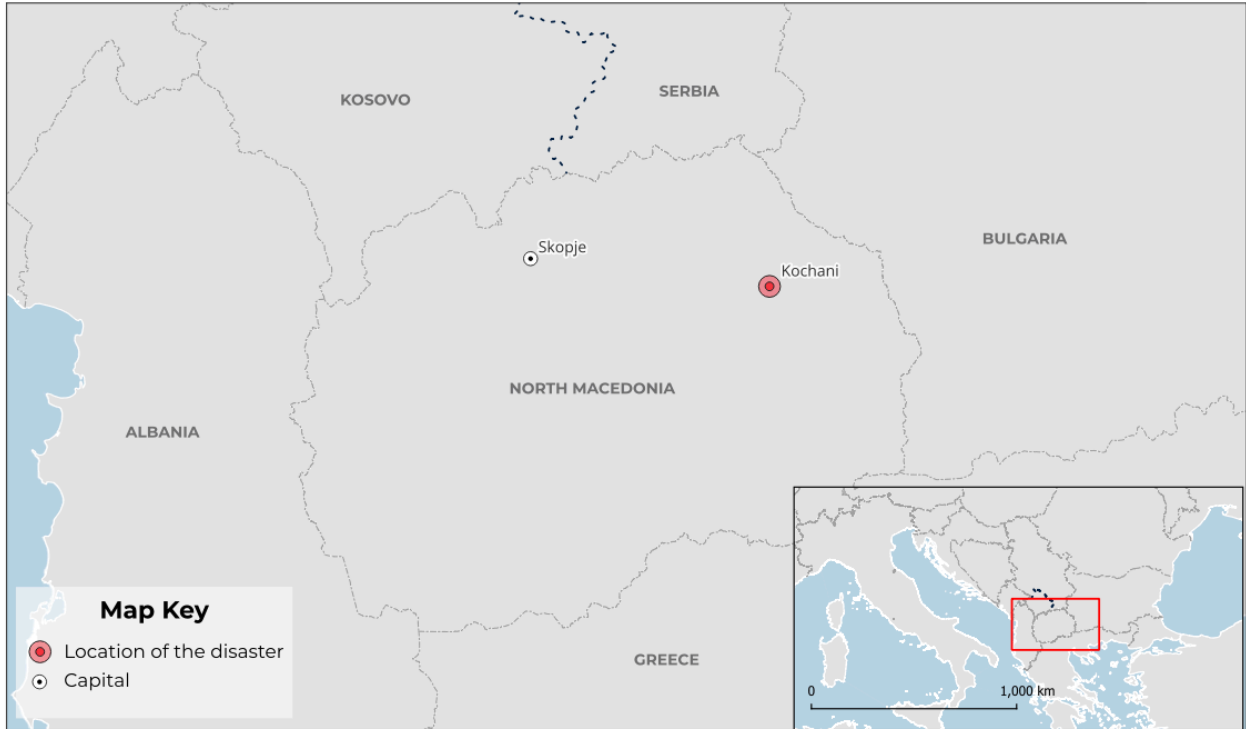 KOSOVO
SERBIA
BULGARIA
Skopje
Kochani
NORTH MACEDONIA
ALBANIA
GREECE
Map Key
Location of the disaster
Capital
0
1,000 km